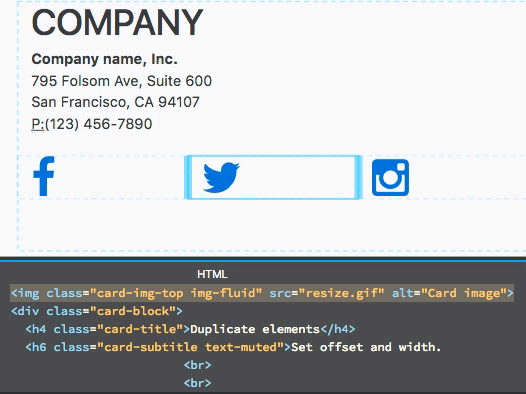 COMPANY
Company name, Inc.
795 Folsom Ave, Suite 600
San Francisco, CA 94107
P:(123) 456-7890
HTML
<img class="card-img-top img-fluid" src="resize.gif" alt="Card image">
<div class="card-block">
<h4 class="card-title">Duplicate elements</h4>
<h6 class="card-subtitle text-muted">Set offset and width.
<br>
<br>